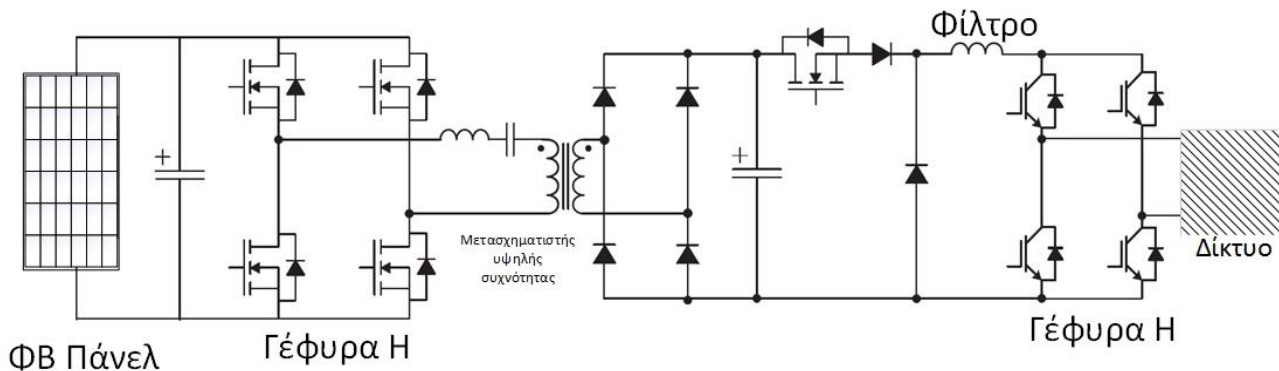 Φίλτρο
+
+
Μετασχηματιστής
υψηλής
συχνότητας
Δίκτυο
ΦΒ Πάνελ
Γέφυρα Η
Γέφυρα Η